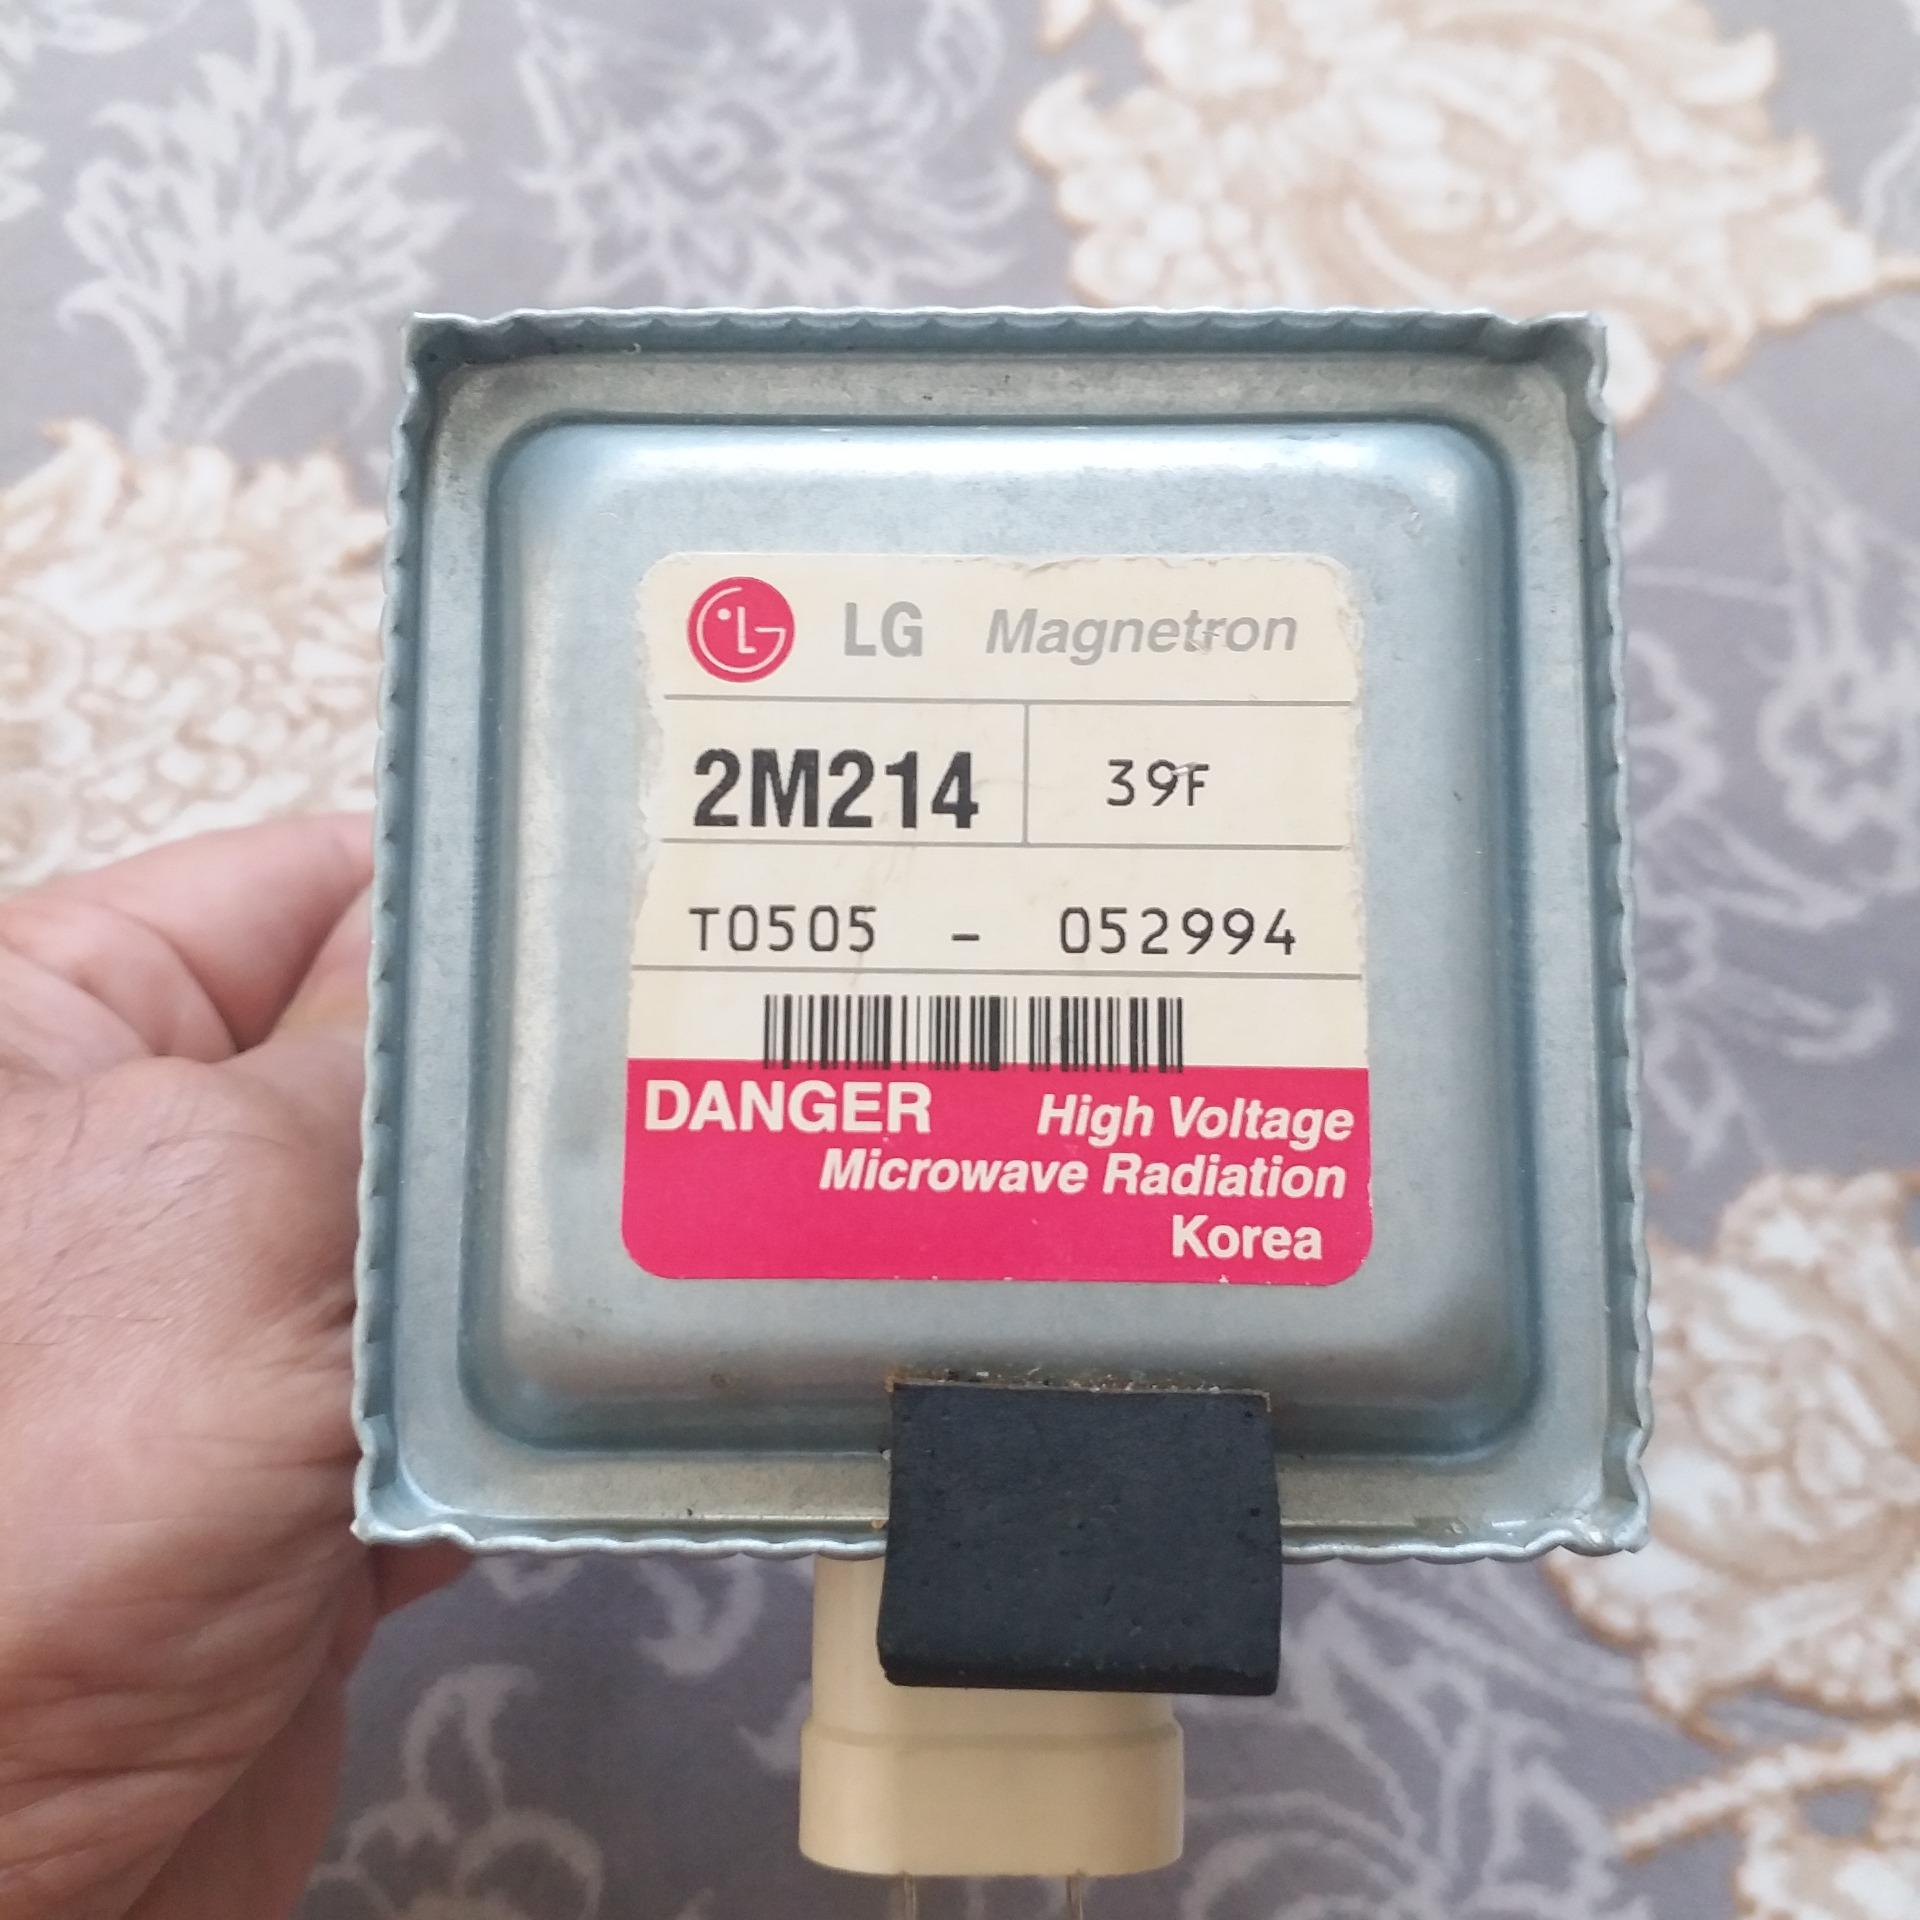 LG Magnetron
2M214 39F
T0505 - 052994
DANGER High Voltage
Microwave Radiation
Korea